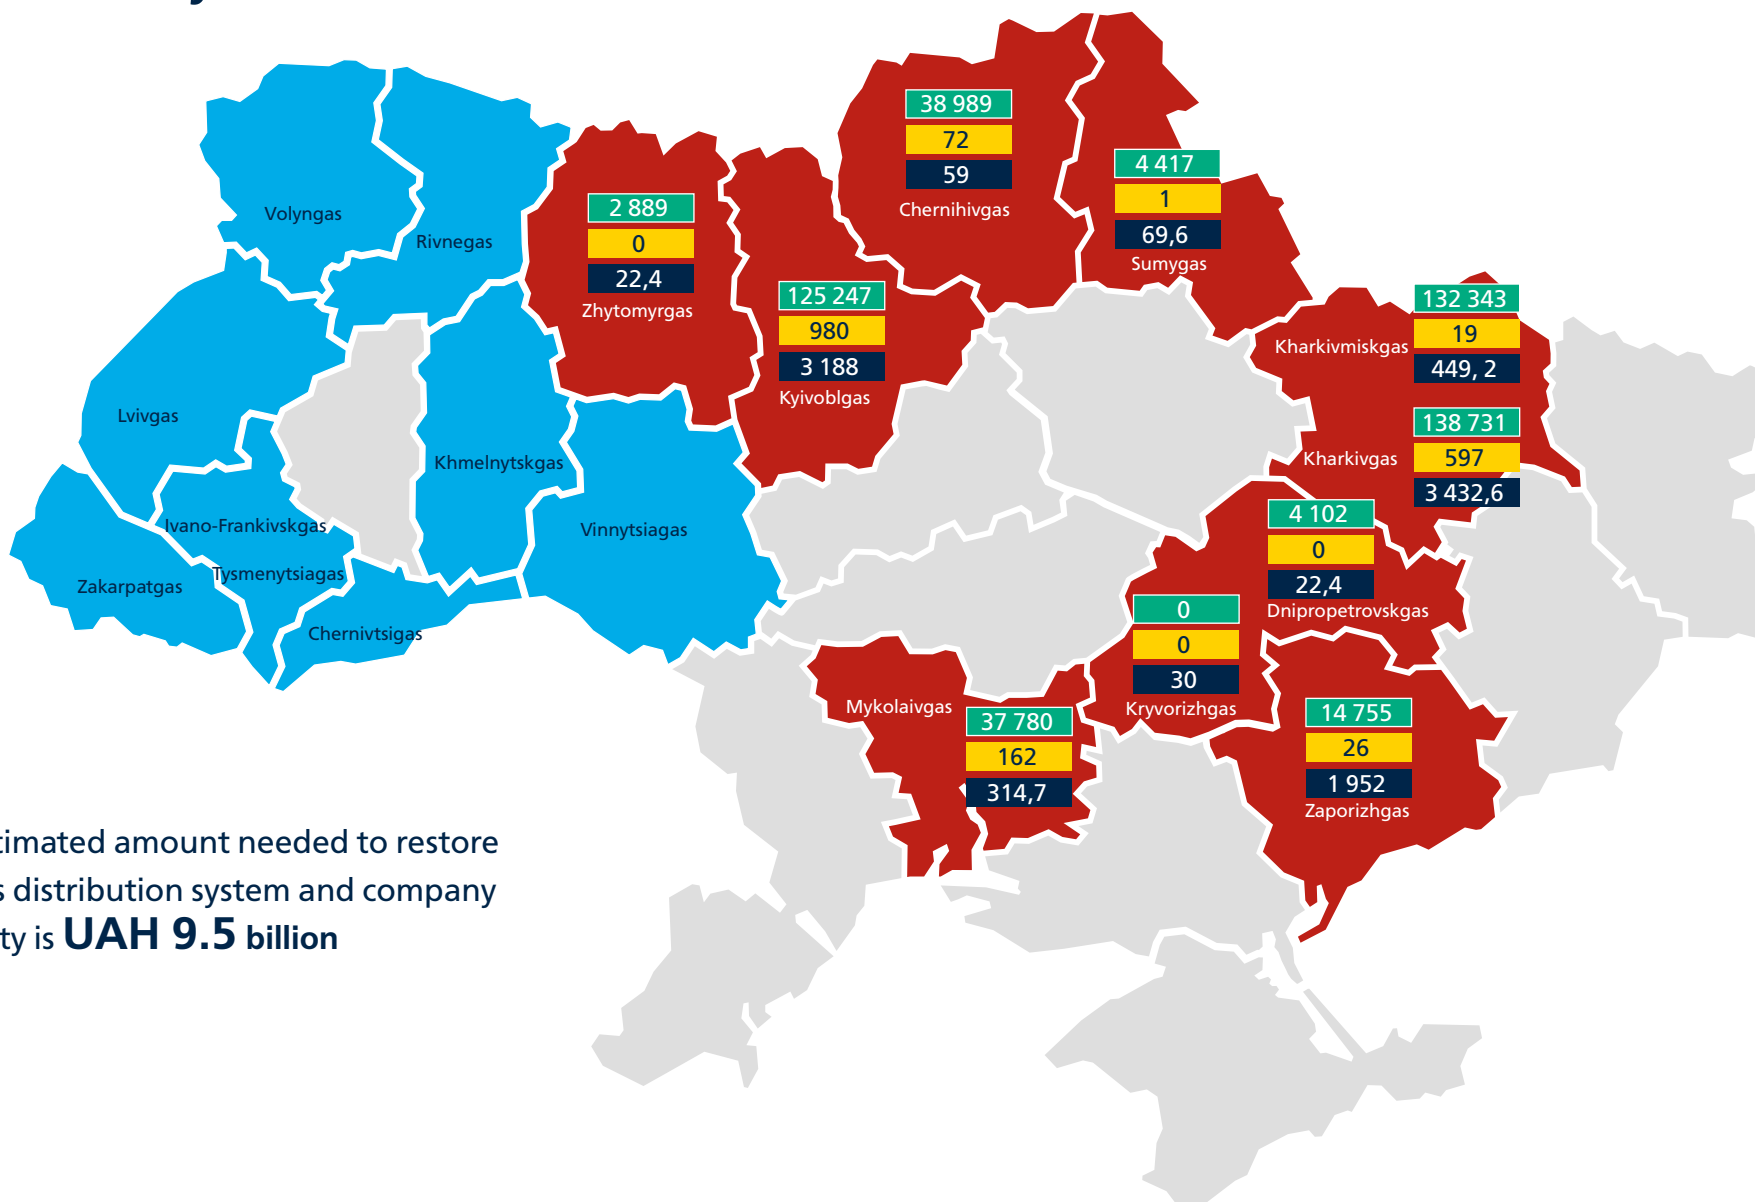 38 989
72
59
Chernihivgas
4 417
1
69,6
Sumygas
2 889
0
22,4
Zhytomyrgas
Volyngas
Rivnegas
125 247
980
3 188
Kyivoblgas
132 343
19
449, 2
Kharkivmiskgas
138 731
597
3 432,6
Kharkivgas
Lvivgas
Khmelnytskgas
Ivano-Frankivskgas
Vinnytsiagas
Tysmenytsiagas
Zakarpatgas
Chernivtsigas
4 102
0
22,4
Dnipropetrovskgas
0
0
30
Kryvorizhgas
Mykolaivgas
37 780
162
314,7
14 755
26
1 952
Zaporizhgas
timated amount needed to restore
s distribution system and company
ty is UAH 9.5 billion